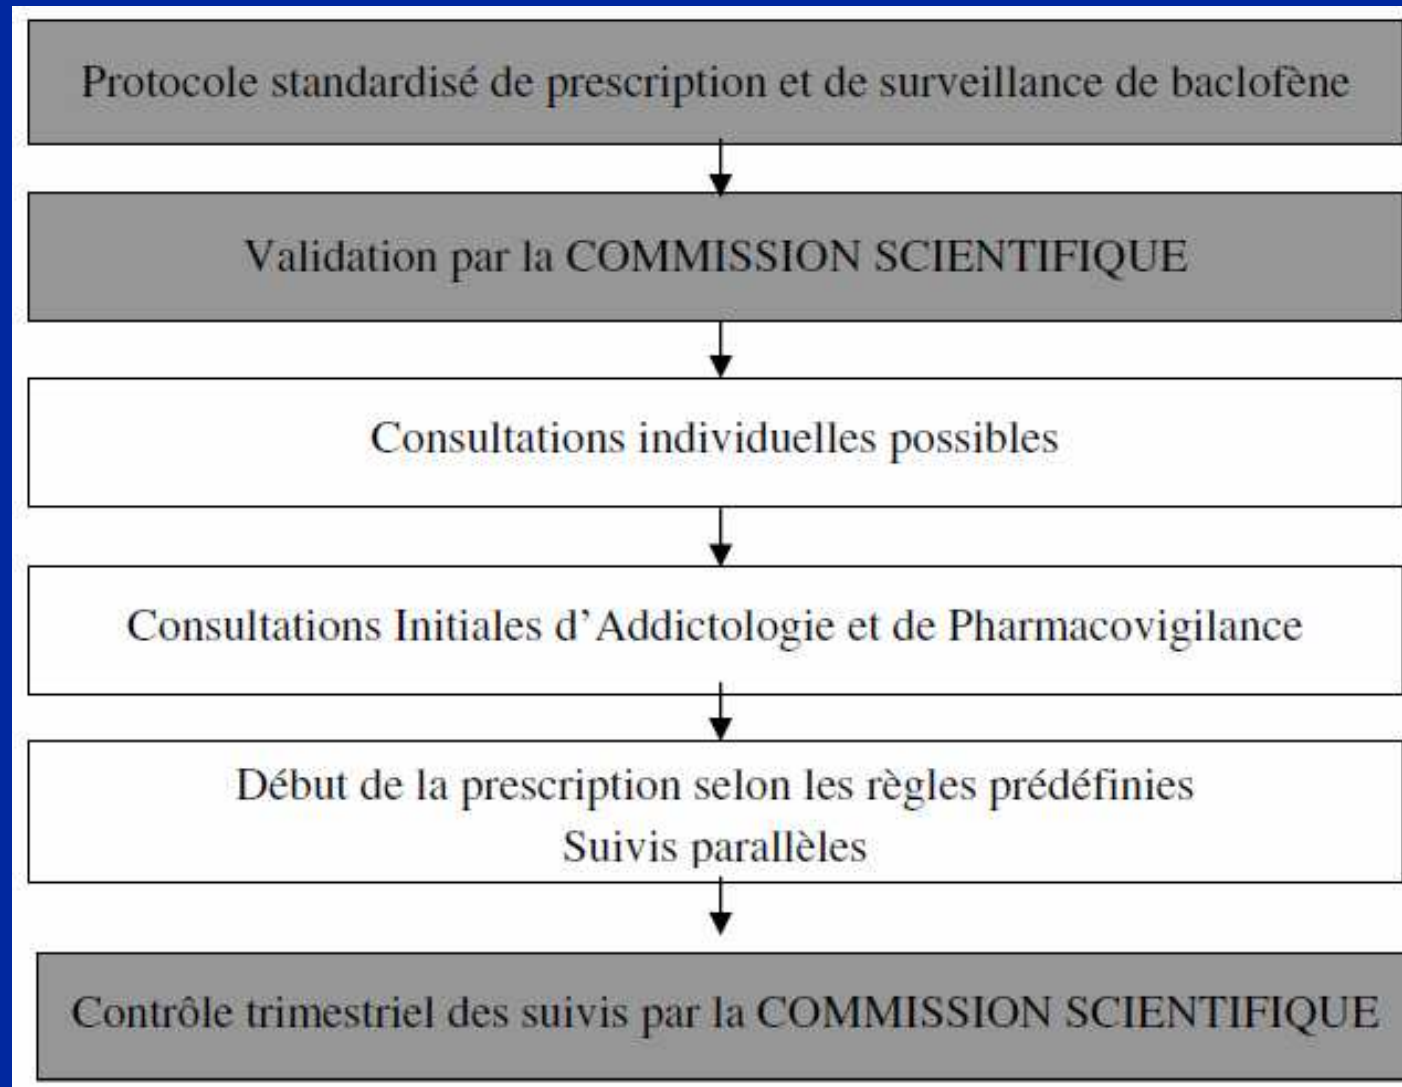 Protocole standardisé de prescription et de surveillance de baclofène
Validation par la COMMISSION SCIENTIFIQUE
Consultations individuelles possibles
Consultations Initiales d'Addictologie et de Pharmacovigilance
Début de la prescription selon les règles prédéfinies
Suivis parallèles
Contrôle trimestriel des suivis par la COMMISSION SCIENTIFIQUE